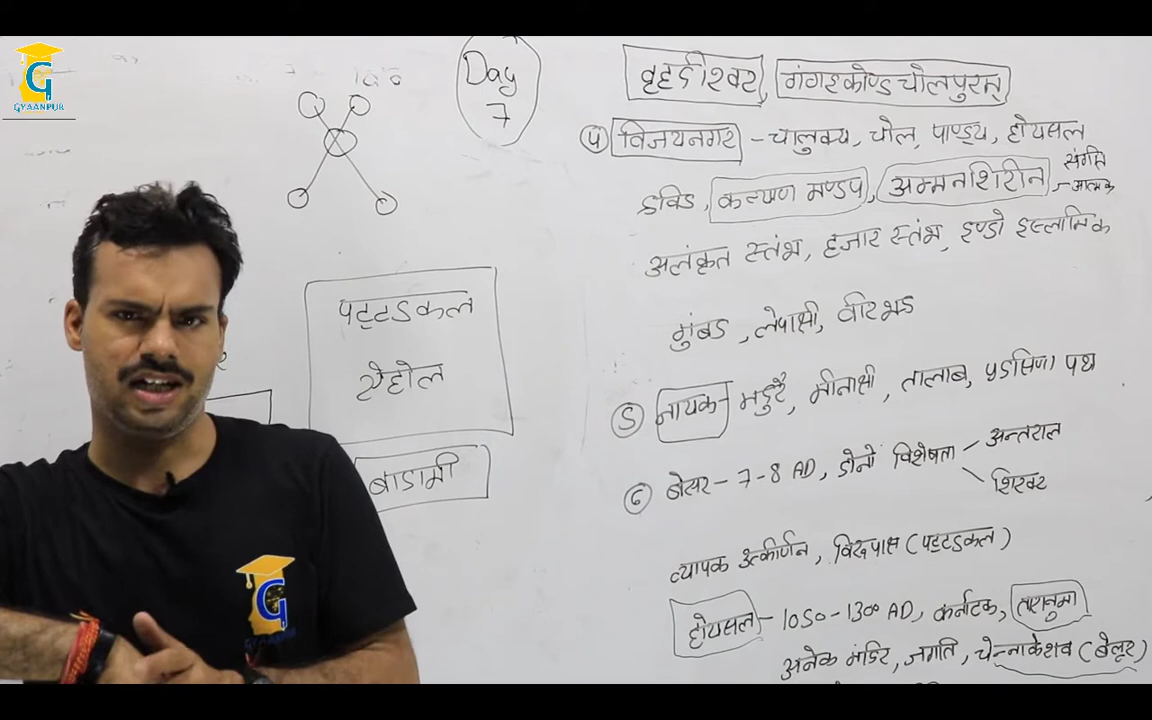 G
GYAANPUR
Day
7
वृहदीश्वर, गंगइकोण्डचोलपुरम्
④ विजयनगर - चालुक्य, चोल, पाण्ड्य, होयसल
द्रविड, कल्याण मण्डप, अम्मनशिरीन
अलंकृत स्तंभ, हजार स्तंभ, इण्डो इस्लामिक
लेपाक्षी, वीरभद्र
⑤ नायक - मदुरै, मीनाक्षी, तालाब, प्रदक्षिणा पथ
⑥ बेसर - 7-8 AD, दोनों विशेषता - अन्तराल
शिखर
व्यापक उत्कीर्णन, विरूपाक्ष (पट्टडकल)
होयसल - 1050-1300 AD, कर्नाटक, तारानुमा
अनेक मंदिर, जगति, चेन्नाकेशव (बेलूर)
पट्टडकल
ऐहोल
बाडामी
G